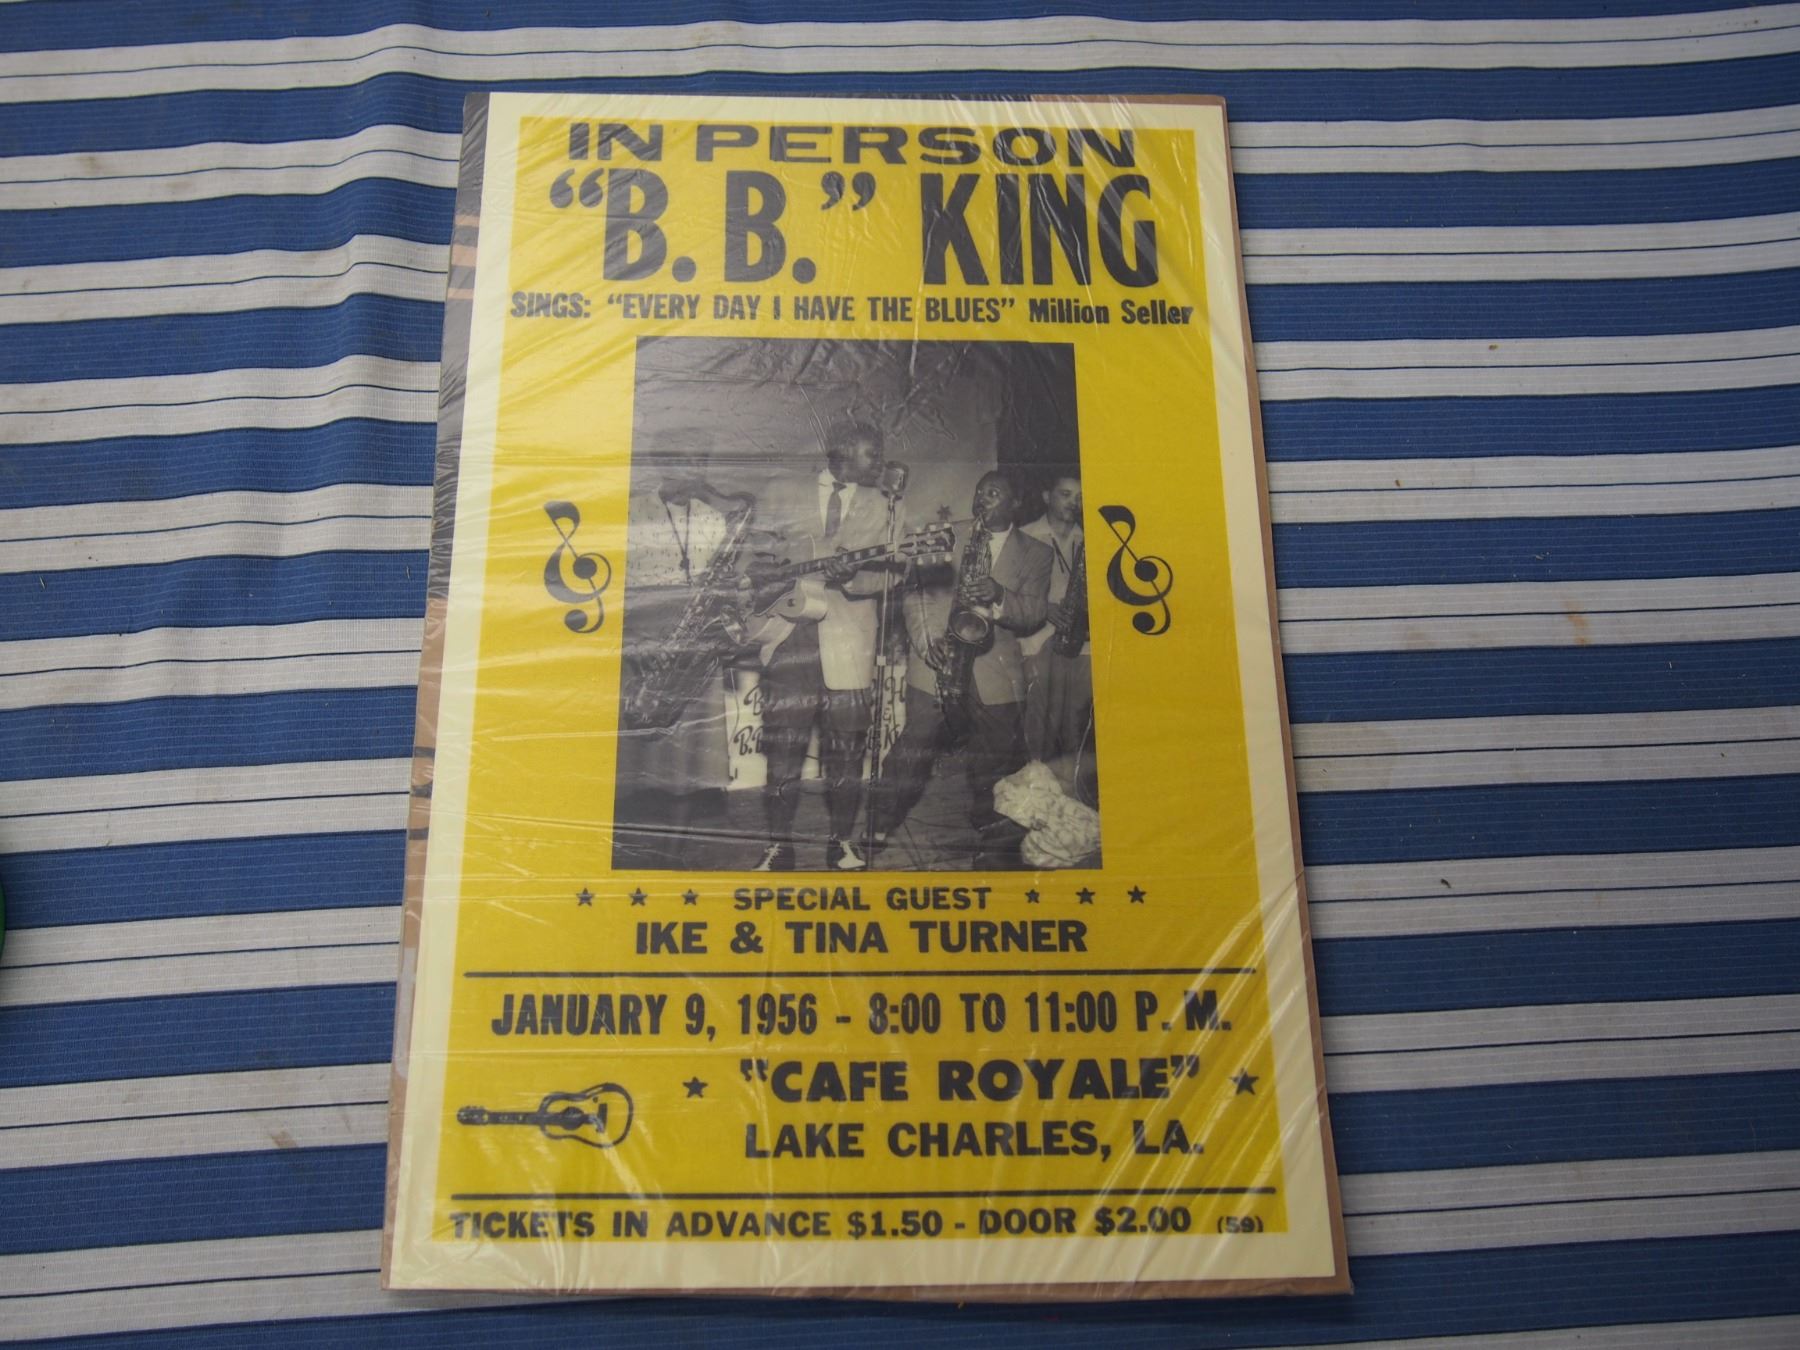 IN PERSON
“B. B.” KING
SINGS: “EVERY DAY I HAVE THE BLUES” Million Seller
SPECIAL GUEST
IKE & TINA TURNER
JANUARY 9, 1956 - 8:00 TO 11:00 P. M.
"CAFE ROYALE"
LAKE CHARLES, LA.
TICKETS IN ADVANCE $1.50 - DOOR $2.00 (59)